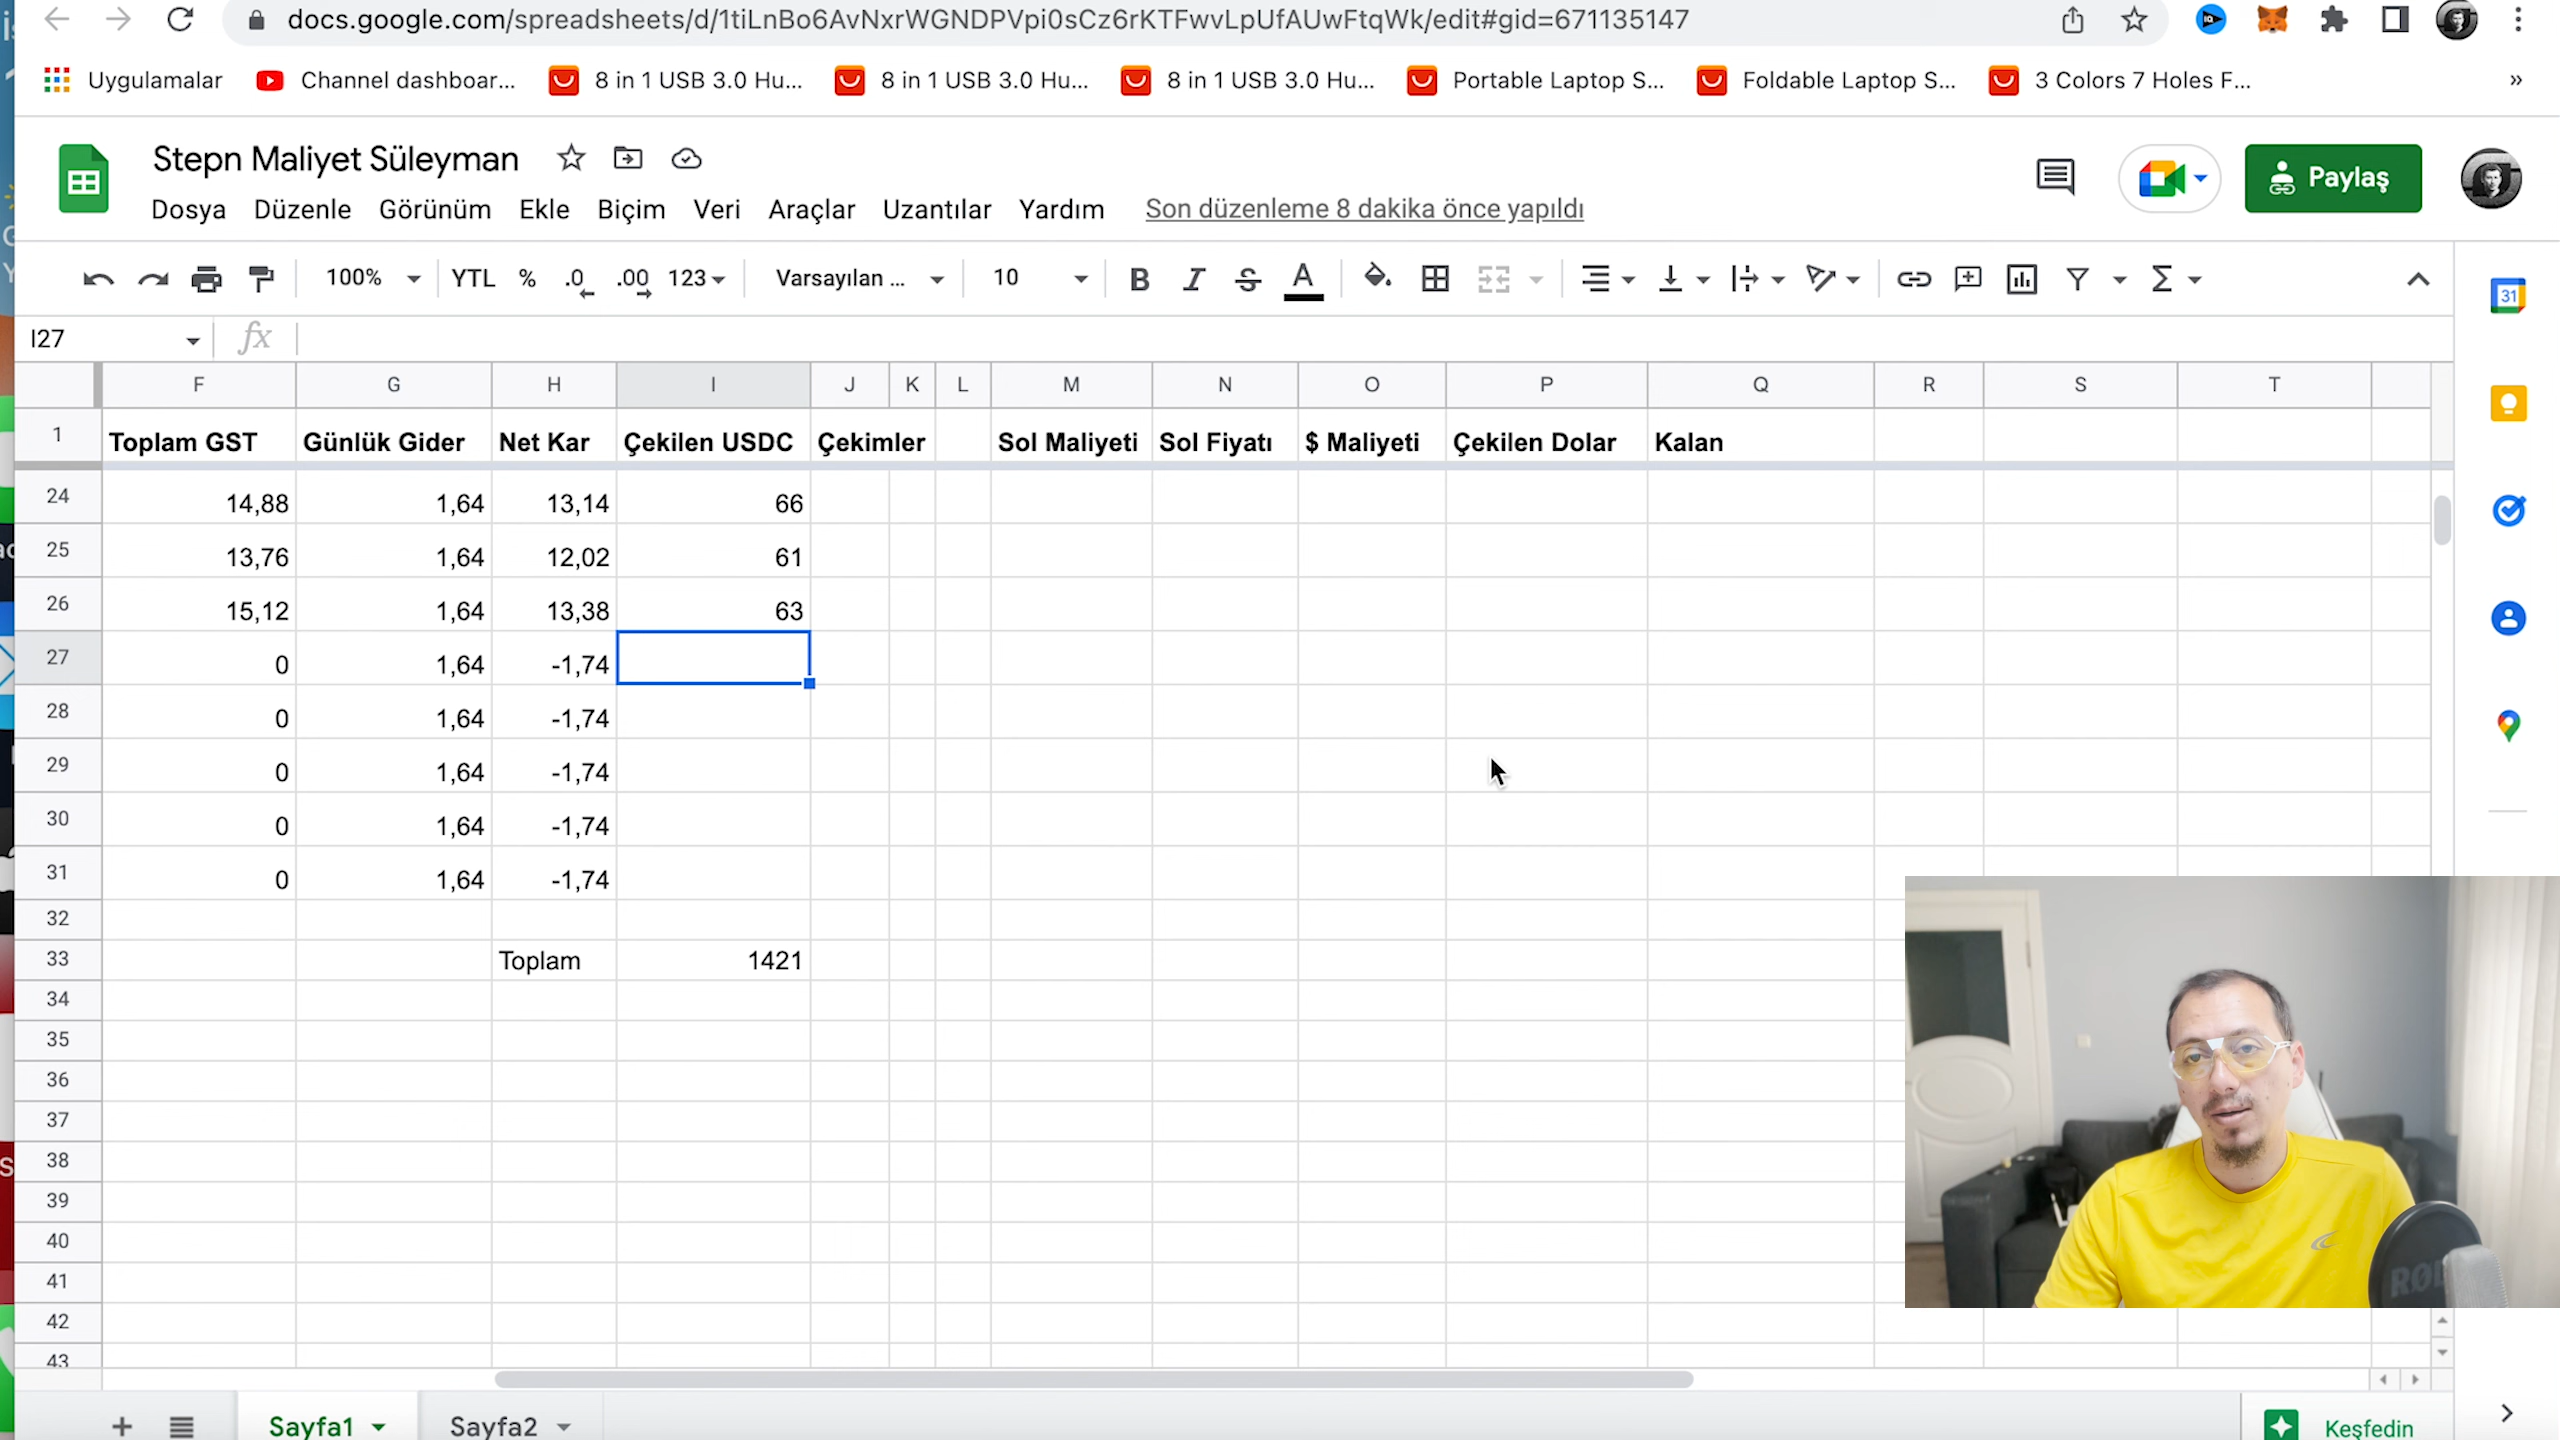 docs.google.com/spreadsheets/d/1tiLnBo6AvNxrWGNDPVpi0sCz6rKTFwvLpUfAUwFtqWk/edit#gid=671135147
Uygulamalar Channel dashboar... 8 in 1 USB 3.0 Hu... 8 in 1 USB 3.0 Hu... 8 in 1 USB 3.0 Hu... Portable Laptop S... Foldable Laptop S... 3 Colors 7 Holes F... »
Stepn Maliyet Süleyman
Paylaş
Dosya Düzenle Görünüm Ekle Biçim Veri Araçlar Uzantılar Yardım Son düzenleme 8 dakika önce yapıldı
100% YTL % .0 .00 123 Varsayılan ... 10 B I S A Σ
31
I27 fx
F G H I J K L M N O P Q R S T
1 Toplam GST Günlük Gider Net Kar Çekilen USDC Çekimler Sol Maliyeti Sol Fiyatı $ Maliyeti Çekilen Dolar Kalan
24 14,88 1,64 13,14 66
25 13,76 1,64 12,02 61
26 15,12 1,64 13,38 63
27 0 1,64 -1,74
28 0 1,64 -1,74
29 0 1,64 -1,74
30 0 1,64 -1,74
31 0 1,64 -1,74
32
33 Toplam 1421
34
35
36
37
38
39
40
41
42
43
RØD
Sayfa1 Sayfa2 Keşfedin